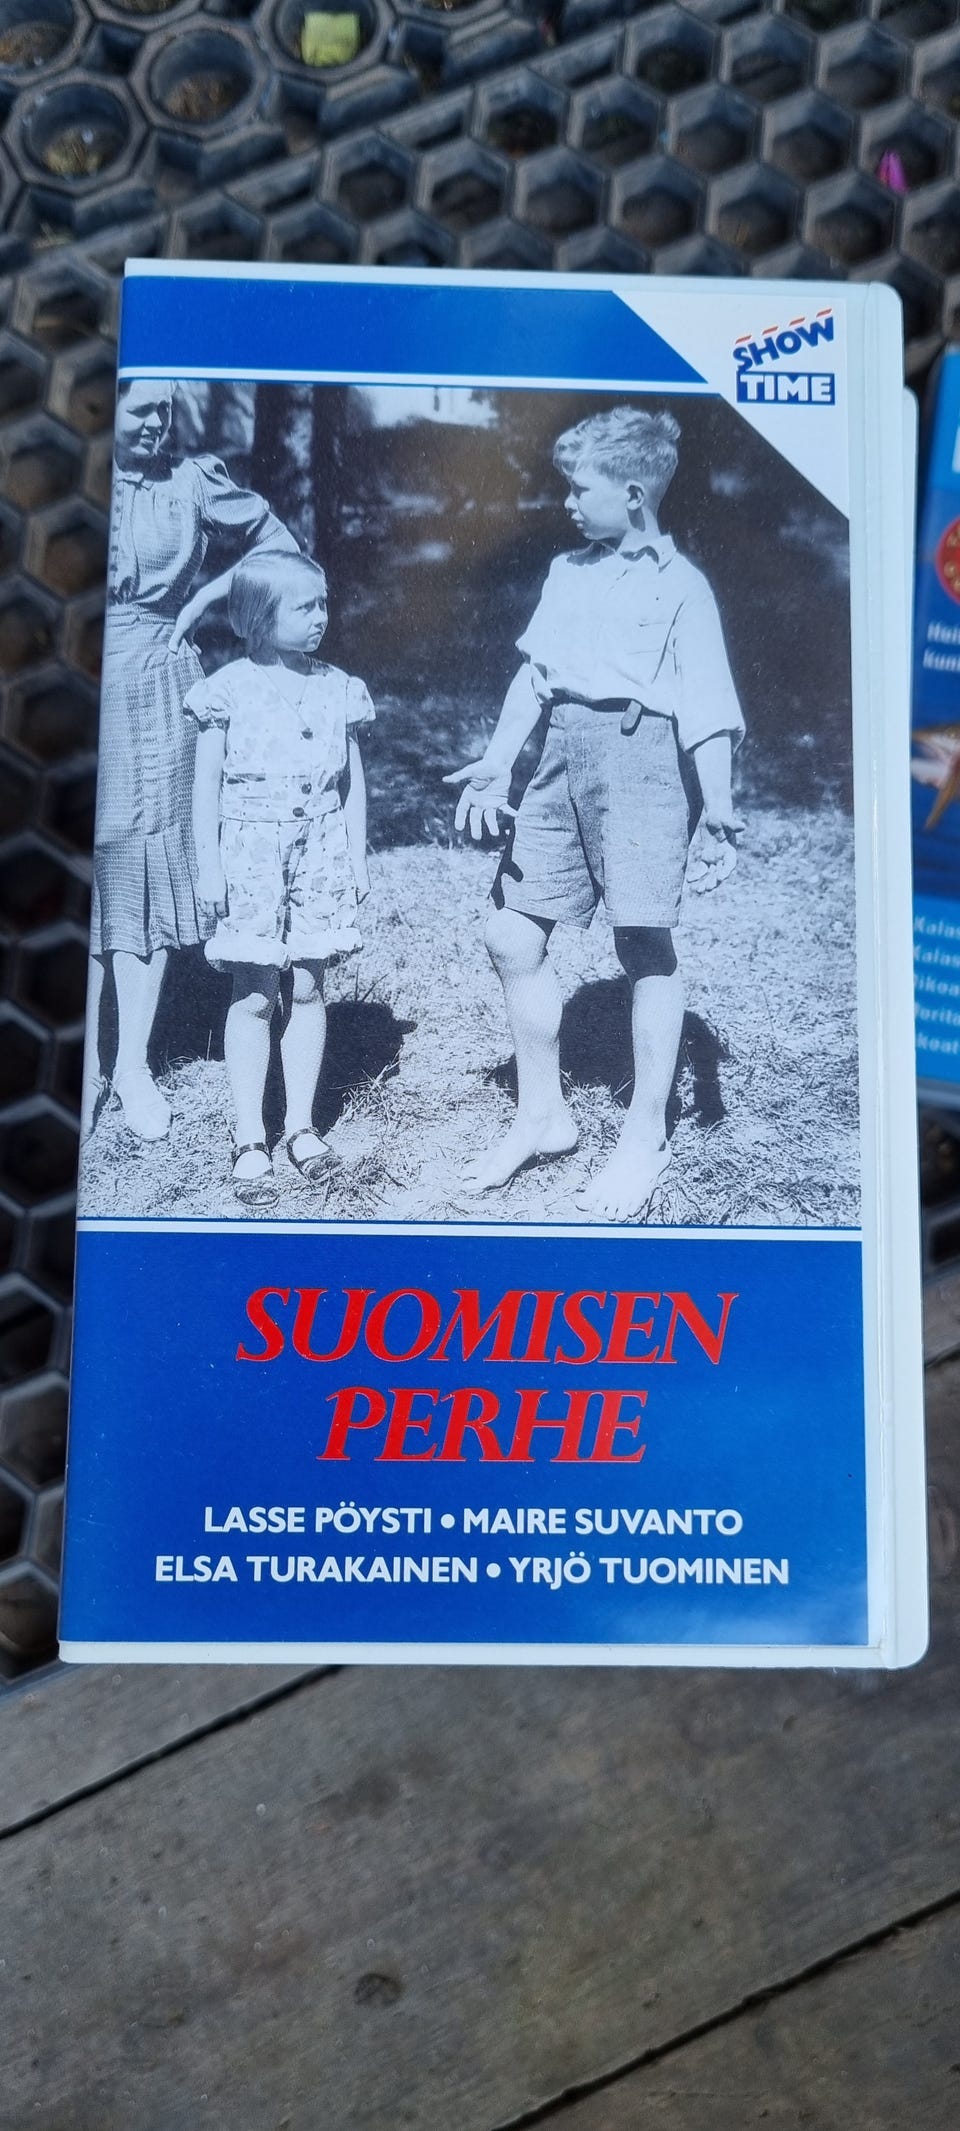 SHOW
TIME
SUOMISEN
PERHE
LASSE PÖYSTI • MAIRE SUVANTO
ELSA TURAKAINEN • YRJÖ TUOMINEN